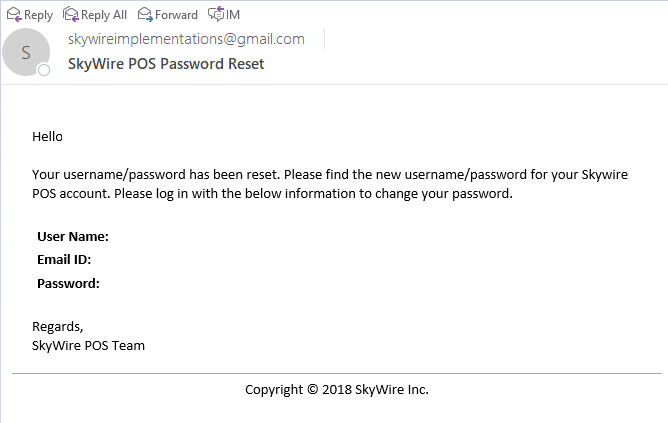 Reply Reply All Forward IM
S
skywireimplementations@gmail.com
SkyWire POS Password Reset
Hello
Your username/password has been reset. Please find the new username/password for your Skywire
POS account. Please log in with the below information to change your password.
User Name:
Email ID:
Password:
Regards,
SkyWire POS Team
Copyright © 2018 SkyWire Inc.